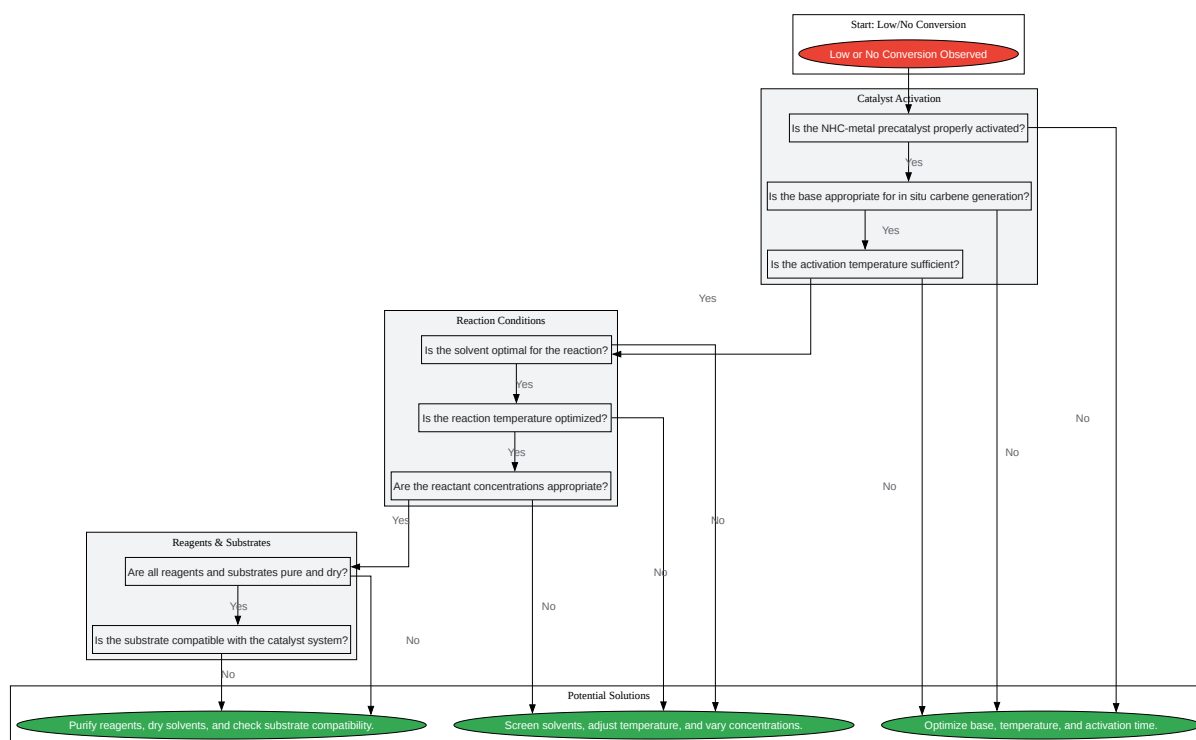 Start: Low/No Conversion
Low or No Conversion Observed
Catalyst Activation
Is the NHC-metal precatalyst properly activated?
Yes
Is the base appropriate for in situ carbene generation?
Yes
Is the activation temperature sufficient?
Yes
Reaction Conditions
Is the solvent optimal for the reaction?
Yes
Is the reaction temperature optimized?
No
Yes
No
Are the reactant concentrations appropriate?
No
Yes
No
Reagents & Substrates
Are all reagents and substrates pure and dry?
No
Yes
No
Is the substrate compatible with the catalyst system?
No
No
Potential Solutions
Purify reagents, dry solvents, and check substrate compatibility.
Screen solvents, adjust temperature, and vary concentrations.
Optimize base, temperature, and activation time.